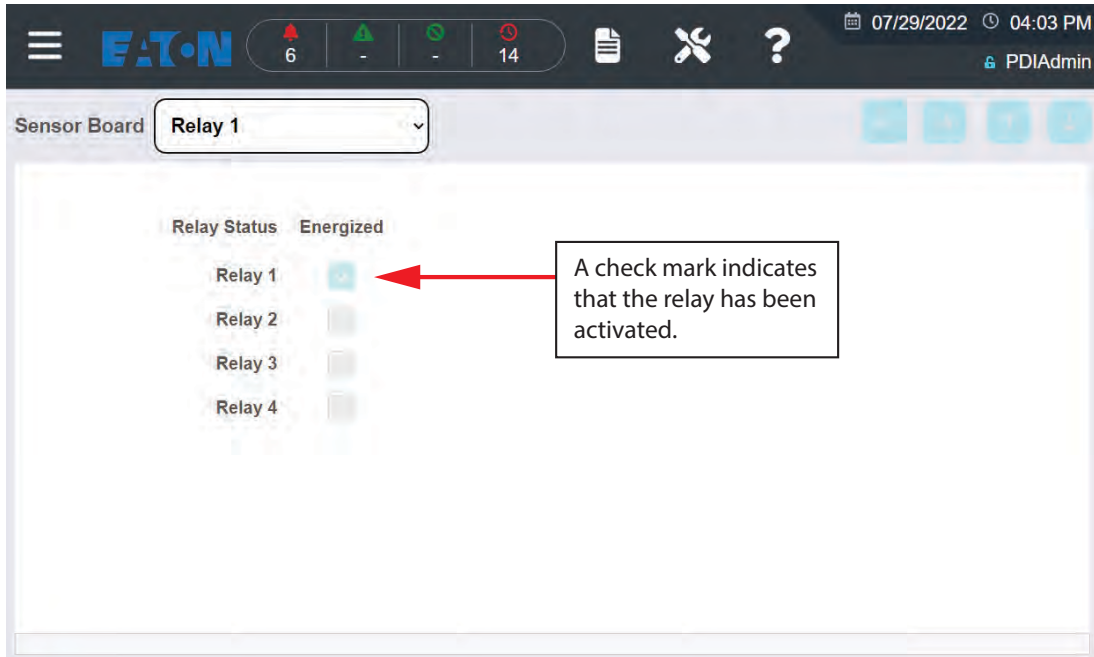 07/29/2022 04:03 PM
EATON
6 - - 14 ?
PDIAdmin
Sensor Board Relay 1
Relay Status Energized
Relay 1
Relay 2
Relay 3
Relay 4
A check mark indicates
that the relay has been
activated.